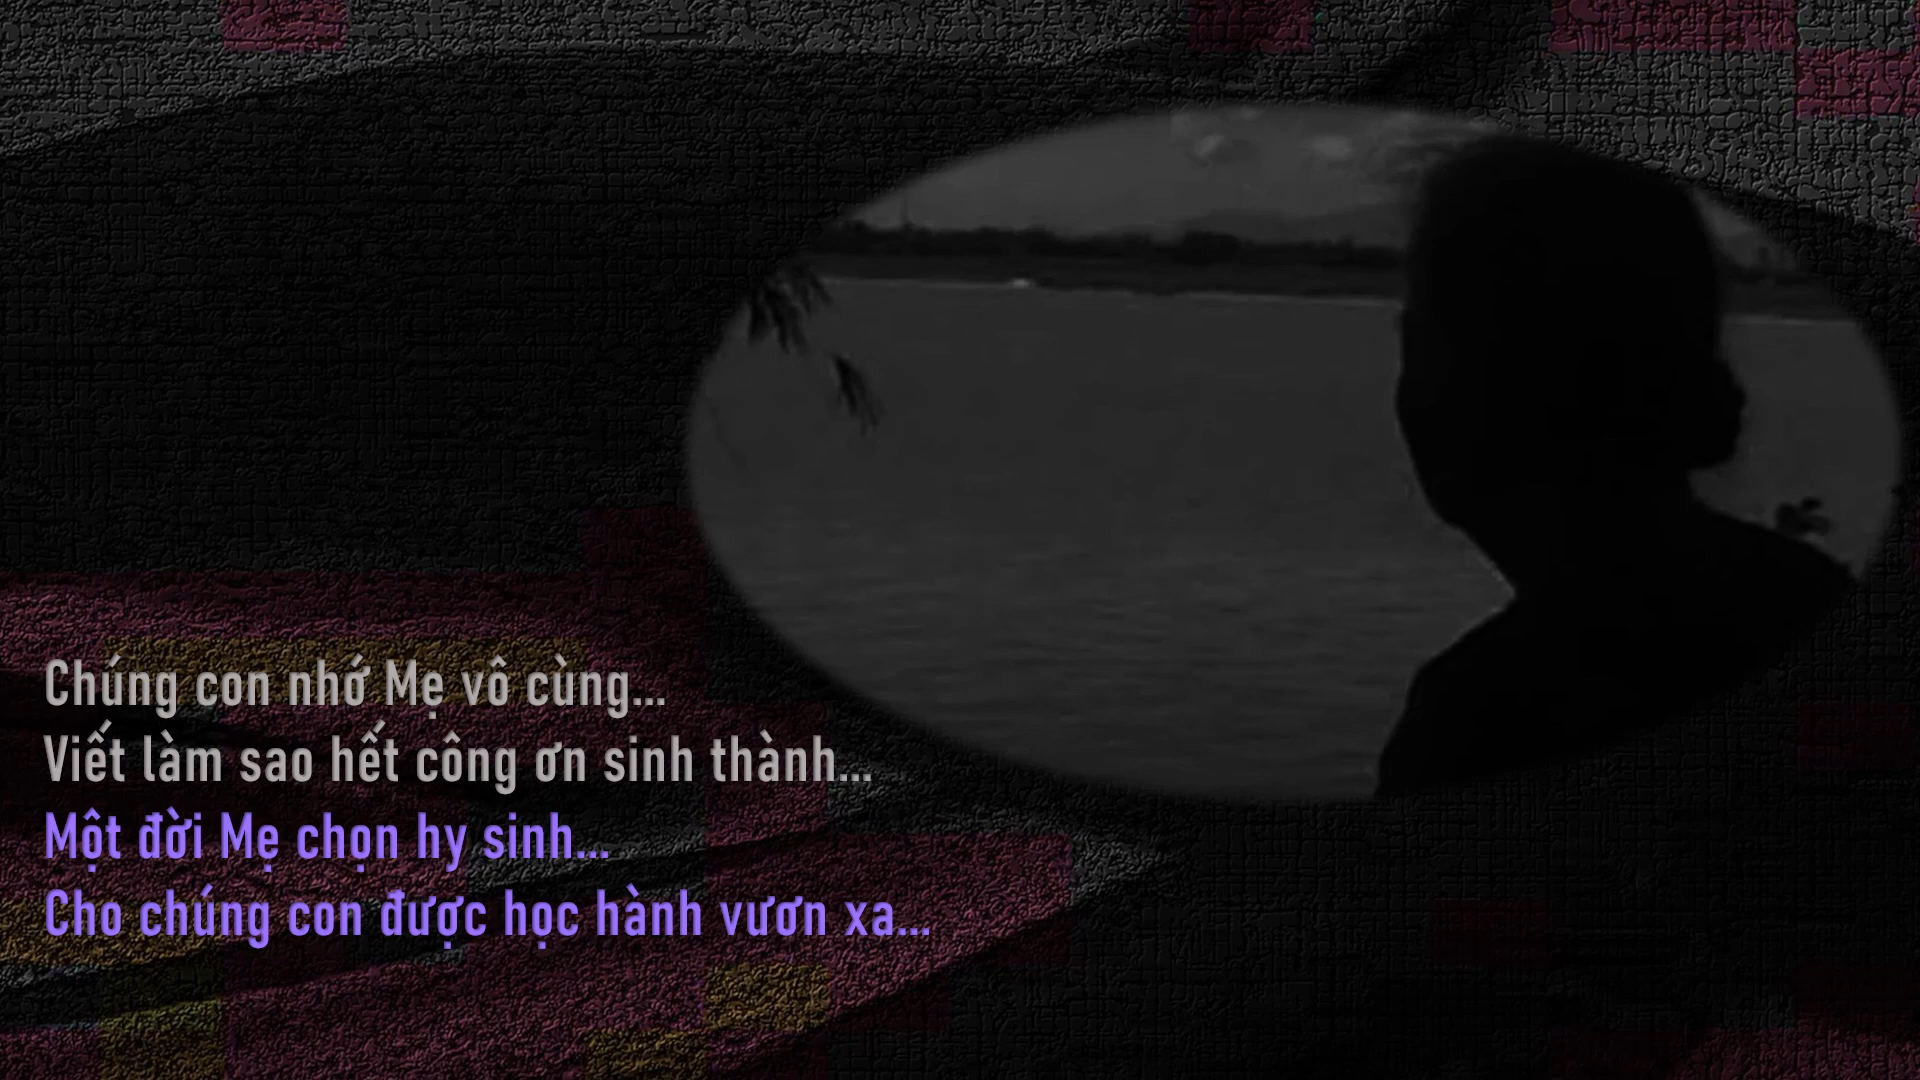 Chúng con nhớ Mẹ vô cùng...
Viết làm sao hết công ơn sinh thành...
Một đời Mẹ chọn hy sinh...
Cho chúng con được học hành vươn xa...